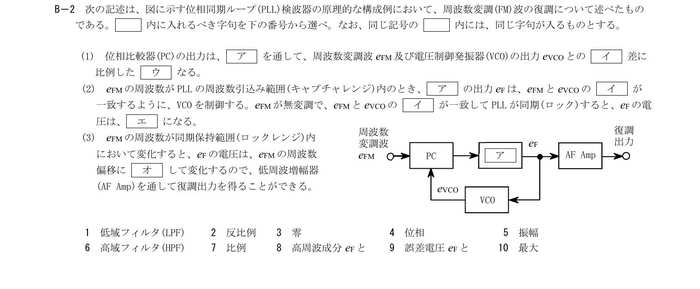 B－2 次の記述は、図に示す位相同期ループ(PLL)検波器の原理的な構成例において、周波数変調(FM)波の復調について述べたもの
である。 内に入れるべき字句を下の番号から選べ。なお、同じ記号の 内には、同じ字句が入るものとする。
(1) 位相比較器(PC)の出力は、 ア を通して、周波数変調波 eFM 及び電圧制御発振器(VCO)の出力 eVCO との イ 差に
比例した ウ なる。
(2) eFM の周波数が PLL の周波数引込み範囲(キャプチャレンジ)内のとき、 ア の出力 eF は、eFM と eVCO の イ が
一致するように、VCO を制御する。eFM が無変調で、eFM と eVCO の イ が一致して PLL が同期(ロック)すると、eF の電
圧は、 エ になる。
(3) eFM の周波数が同期保持範囲(ロックレンジ)内
において変化すると、eF の電圧は、eFM の周波数
偏移に オ して変化するので、低周波増幅器
(AF Amp)を通して復調出力を得ることができる。
周波数
変調波
eFM
PC
ア
eF
AF Amp
復調
出力
eVCO
VCO
1 低域フィルタ(LPF) 2 反比例 3 零 4 位相 5 振幅
6 高域フィルタ(HPF) 7 比例 8 高周波成分 eF と 9 誤差電圧 eF と 10 最大